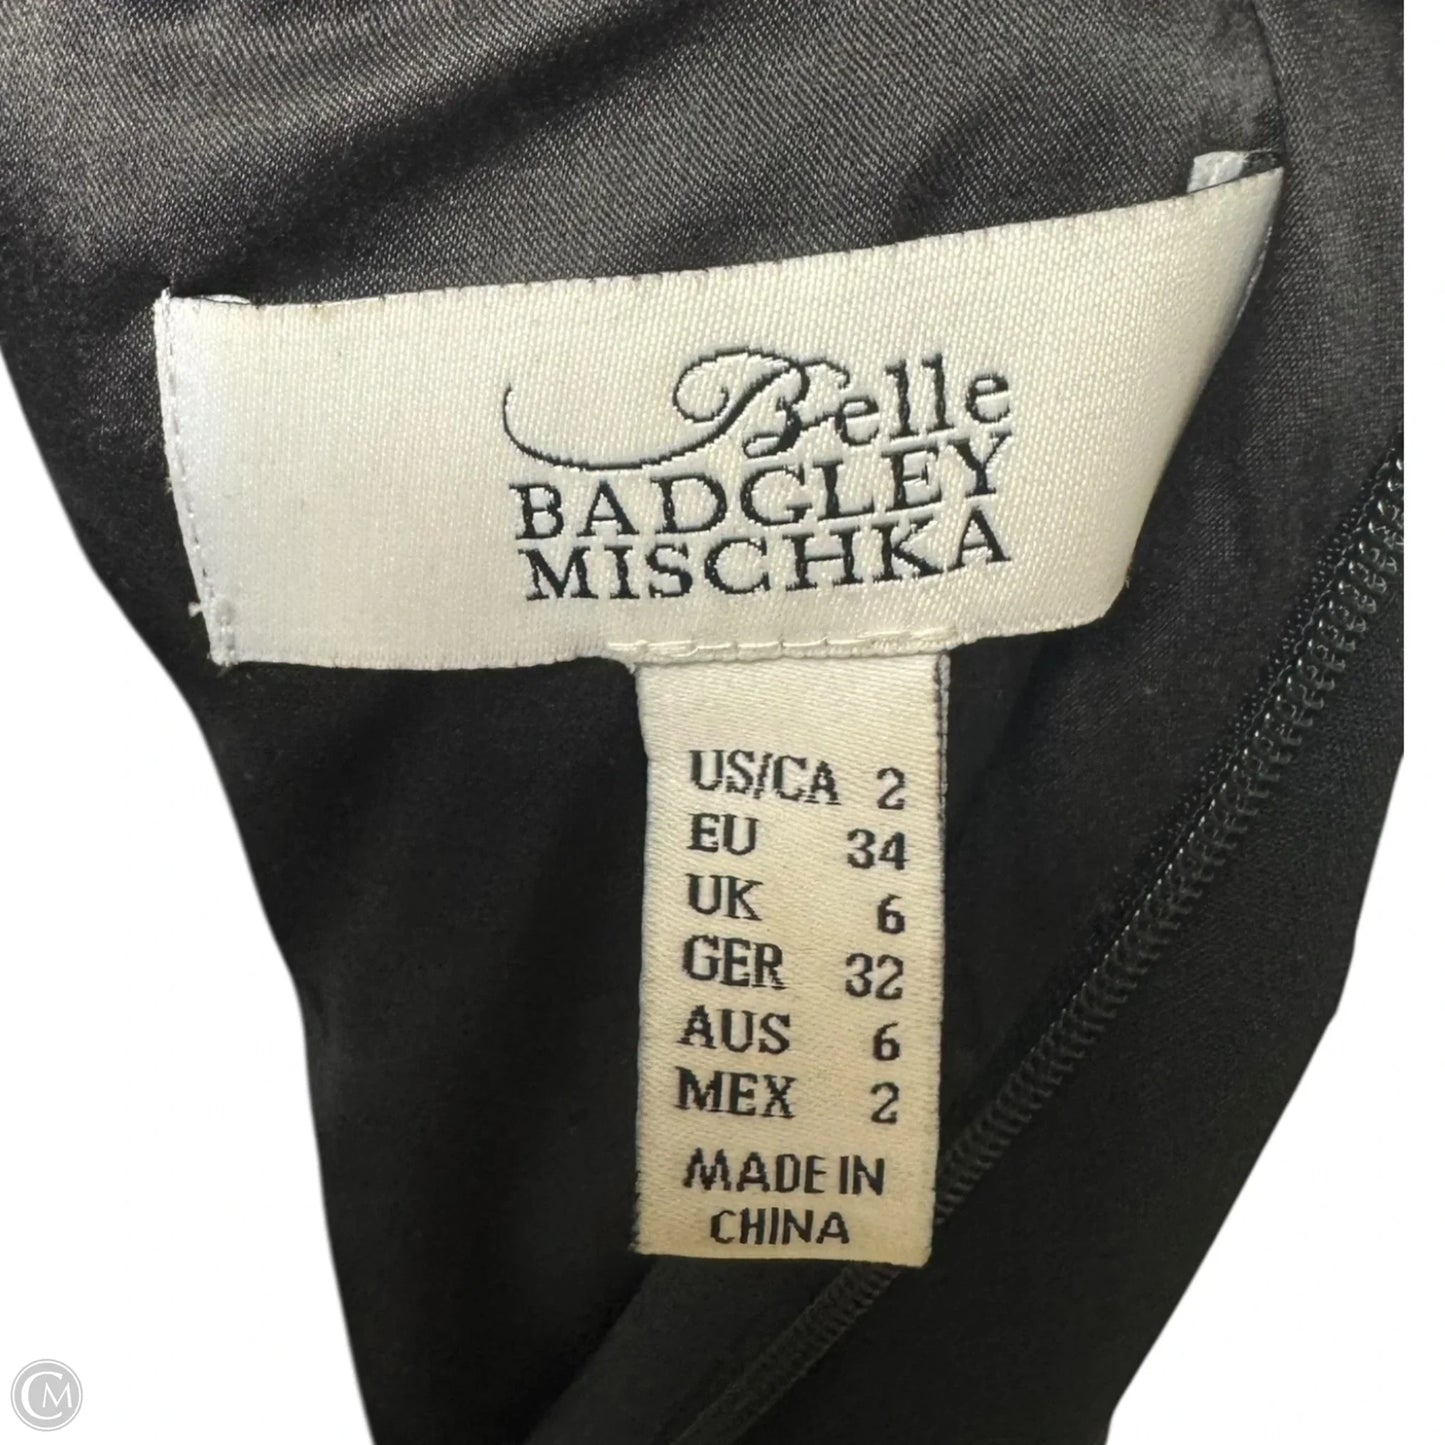 Belle
BADGLEY
MISCHKA
US/CA 2
EU 34
UK 6
GER 32
AUS 6
MEX 2
MADE IN
CHINA
CM